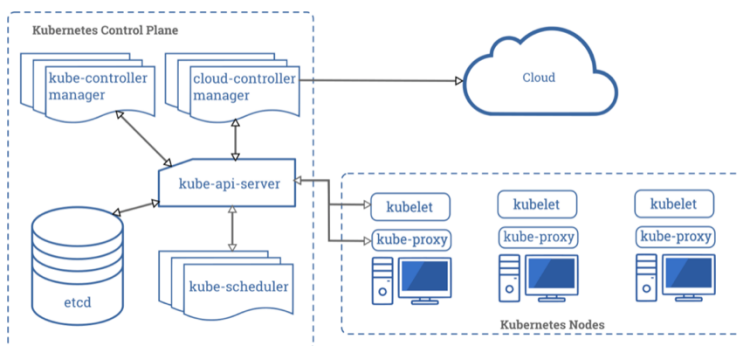 Kubernetes Control Plane
kube-controller
manager
cloud-controller
manager
Cloud
kube-api-server
etcd
kube-scheduler
kubelet
kubelet
kubelet
kube-proxy
kube-proxy
kube-proxy
Kubernetes Nodes